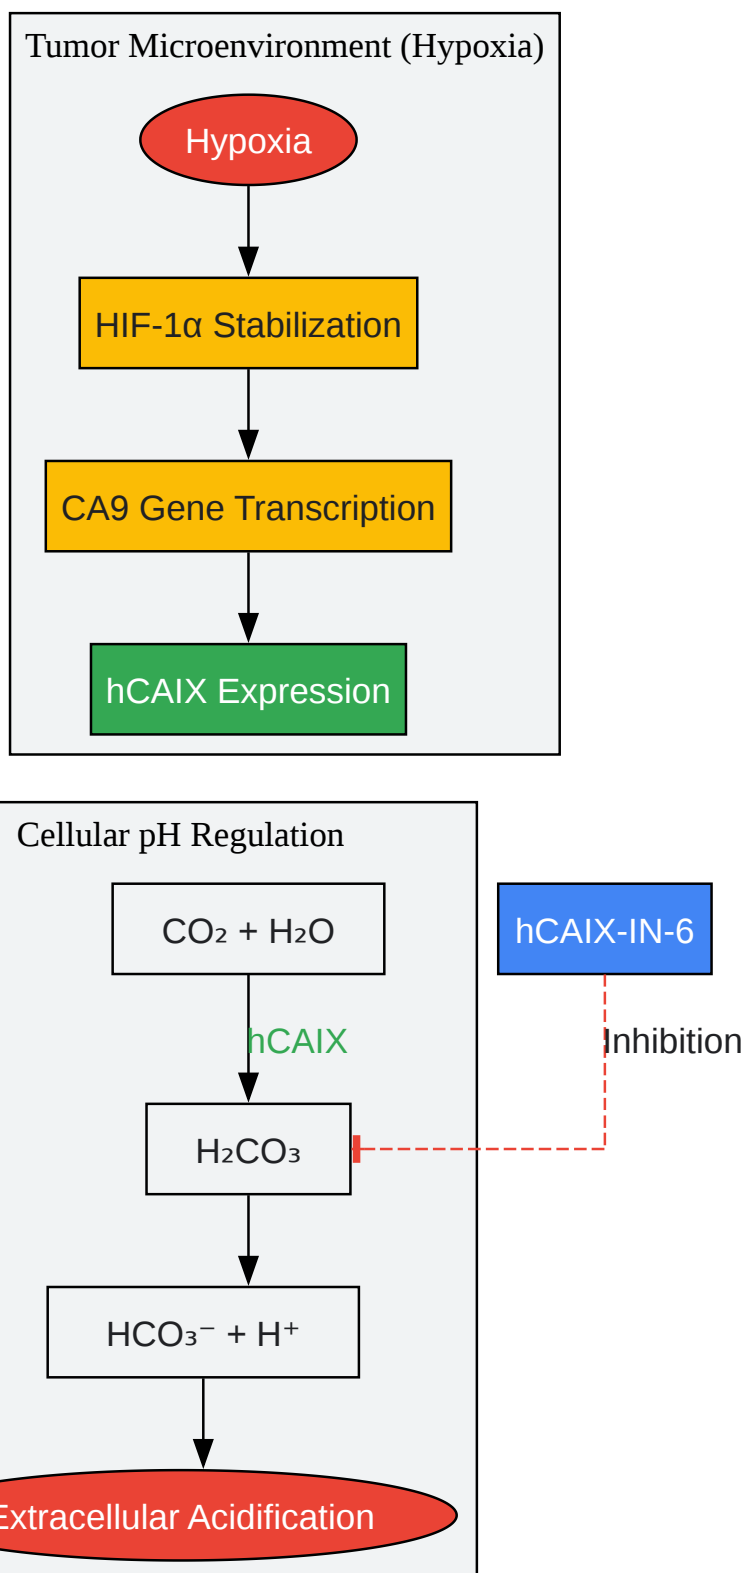 Tumor Microenvironment (Hypoxia)
Hypoxia
HIF-1α Stabilization
CA9 Gene Transcription
hCAIX Expression
Cellular pH Regulation
CO₂ + H₂O
hCAIX-IN-6
hCAIX
Inhibition
H₂CO₃
HCO₃⁻ + H⁺
Extracellular Acidification